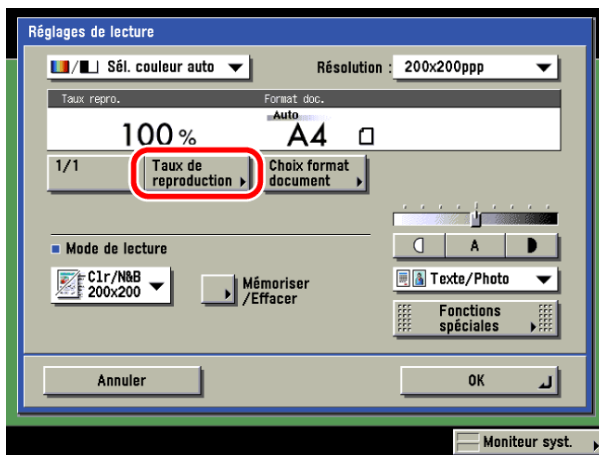 Réglages de lecture
Sél. couleur auto
Résolution : 200x200ppp
Taux repro.
Format doc.
100 %
Auto
A4
1/1
Taux de
reproduction
Choix format
document
Mode de lecture
Clr/N&B
200x200
Mémoriser
/Effacer
A
Texte/Photo
Fonctions
spéciales
Annuler
OK
Moniteur syst.